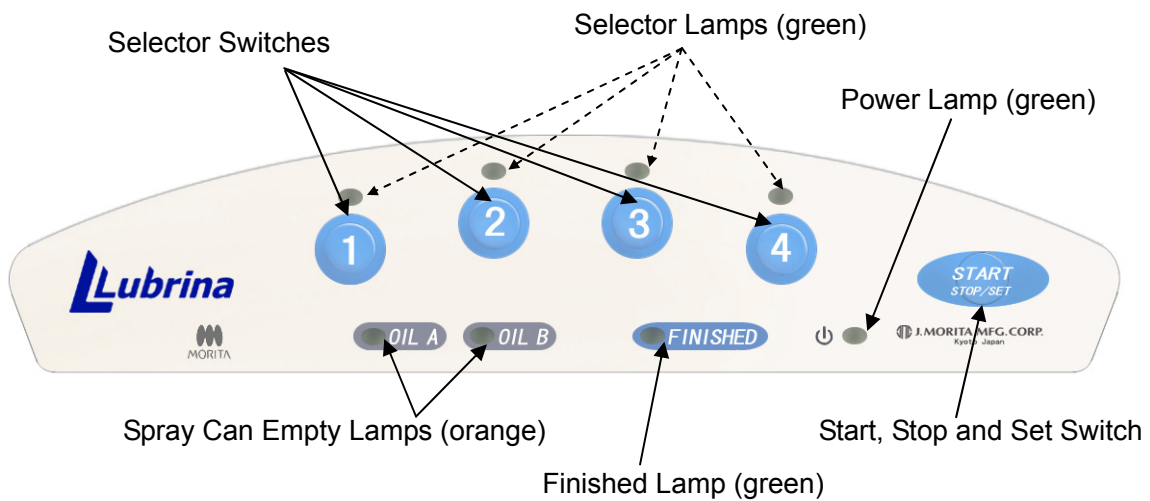 Selector Lamps (green)
Selector Switches
Power Lamp (green)
1
2
3
4
START
STOP/SET
Lubrina
OIL A
OIL B
FINISHED
J.MORITA MFG. CORP.
Kyoto Japan
MORITA
Spray Can Empty Lamps (orange)
Start, Stop and Set Switch
Finished Lamp (green)